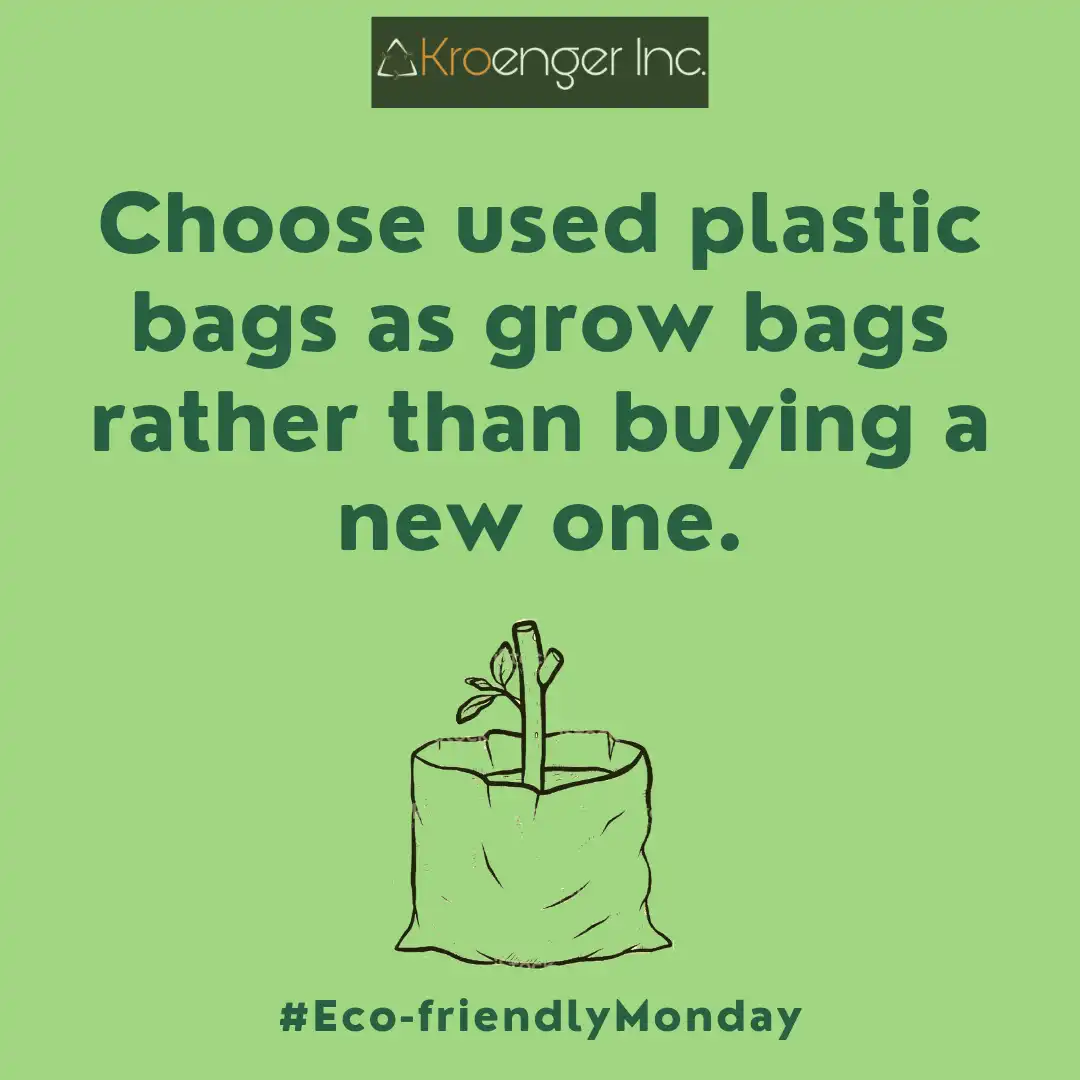 Kroenger Inc.
Choose used plastic
bags as grow bags
rather than buying a
new one.
#Eco-friendlyMonday